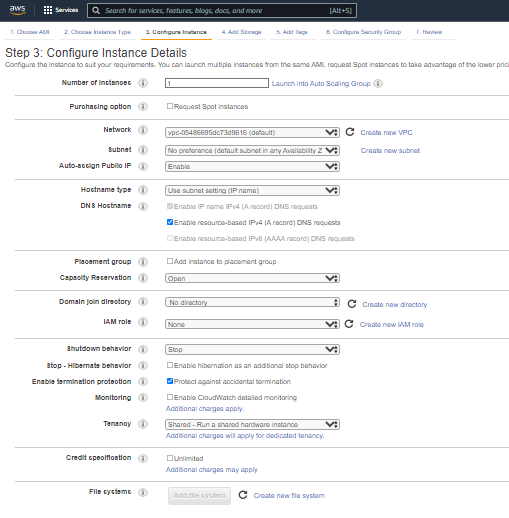 aws Services Search for services, features, blogs, docs, and more [Alt+S]
1. Choose AMI 2. Choose Instance Type 3. Configure Instance 4. Add Storage 5. Add Tags 6. Configure Security Group 7. Review
Step 3: Configure Instance Details
Configure the instance to suit your requirements. You can launch multiple instances from the same AMI, request Spot instances to take advantage of the lower pric
Number of instances 1 Launch into Auto Scaling Group
Purchasing option Request Spot instances
Network vpc-05486695dc73d9616 (default) Create new VPC
Subnet No preference (default subnet in any Availability Z Create new subnet
Auto-assign Public IP Enable
Hostname type Use subnet setting (IP name)
DNS Hostname Enable IP name IPv4 (A record) DNS requests
Enable resource-based IPv4 (A record) DNS requests
Enable resource-based IPv6 (AAAA record) DNS requests
Placement group Add instance to placement group
Capacity Reservation Open
Domain join directory No directory Create new directory
IAM role None Create new IAM role
Shutdown behavior Stop
Stop - Hibernate behavior Enable hibernation as an additional stop behavior
Enable termination protection Protect against accidental termination
Monitoring Enable CloudWatch detailed monitoring
Additional charges apply.
Tenancy Shared - Run a shared hardware instance
Additional charges will apply for dedicated tenancy.
Credit specification Unlimited
Additional charges may apply
File systems Add file system Create new file system